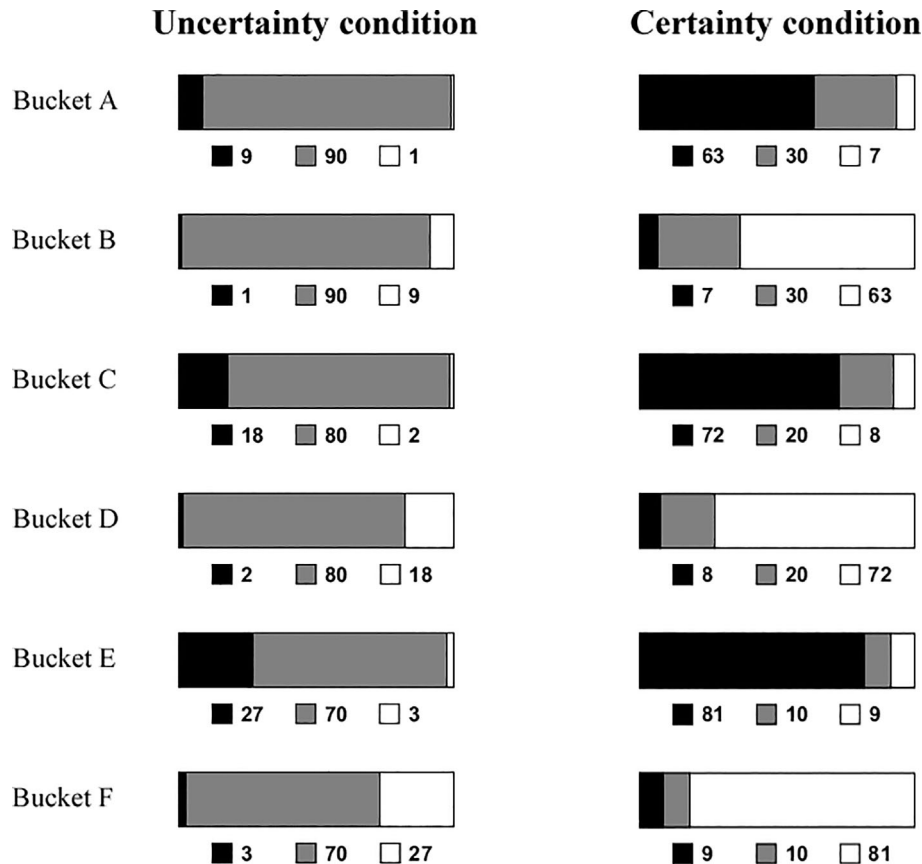 Uncertainty condition Certainty condition
Bucket A
9 90 1 63 30 7
Bucket B
1 90 9 7 30 63
Bucket C
18 80 2 72 20 8
Bucket D
2 80 18 8 20 72
Bucket E
27 70 3 81 10 9
Bucket F
3 70 27 9 10 81